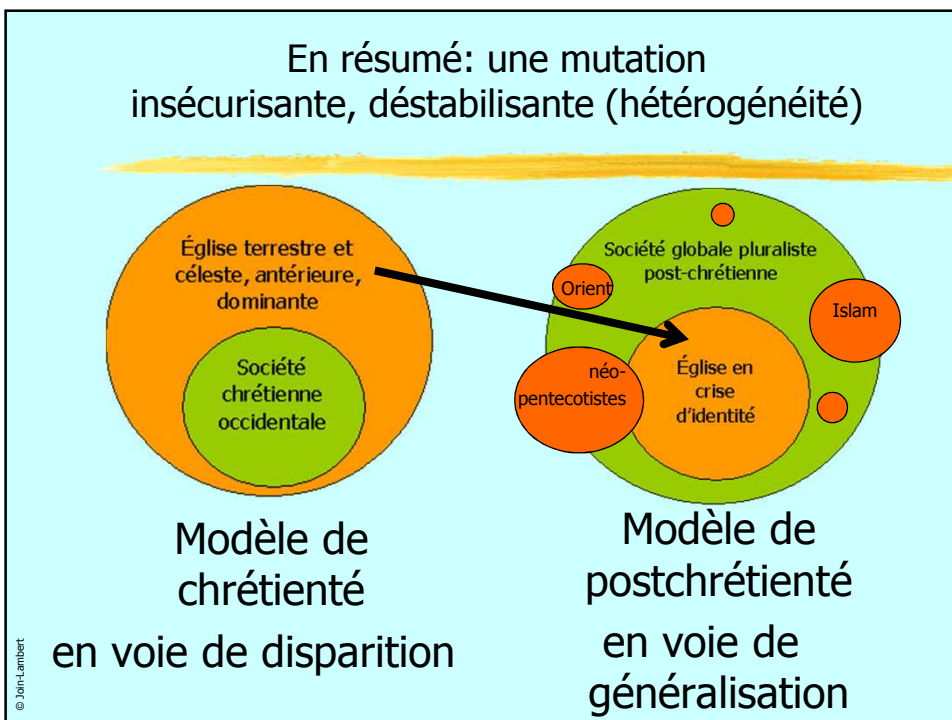 En résumé: une mutation
insécurisante, déstabilisante (hétérogénéité)
Église terrestre et
céleste, antérieure,
dominante
Société
chrétienne
occidentale
Société globale pluraliste
post-chrétienne
Orient
Islam
néo-
pentecotistes
Église en
crise
d'identité
Modèle de
chrétienté
en voie de disparition
Modèle de
postchrétienté
en voie de
généralisation
© Join-Lambert